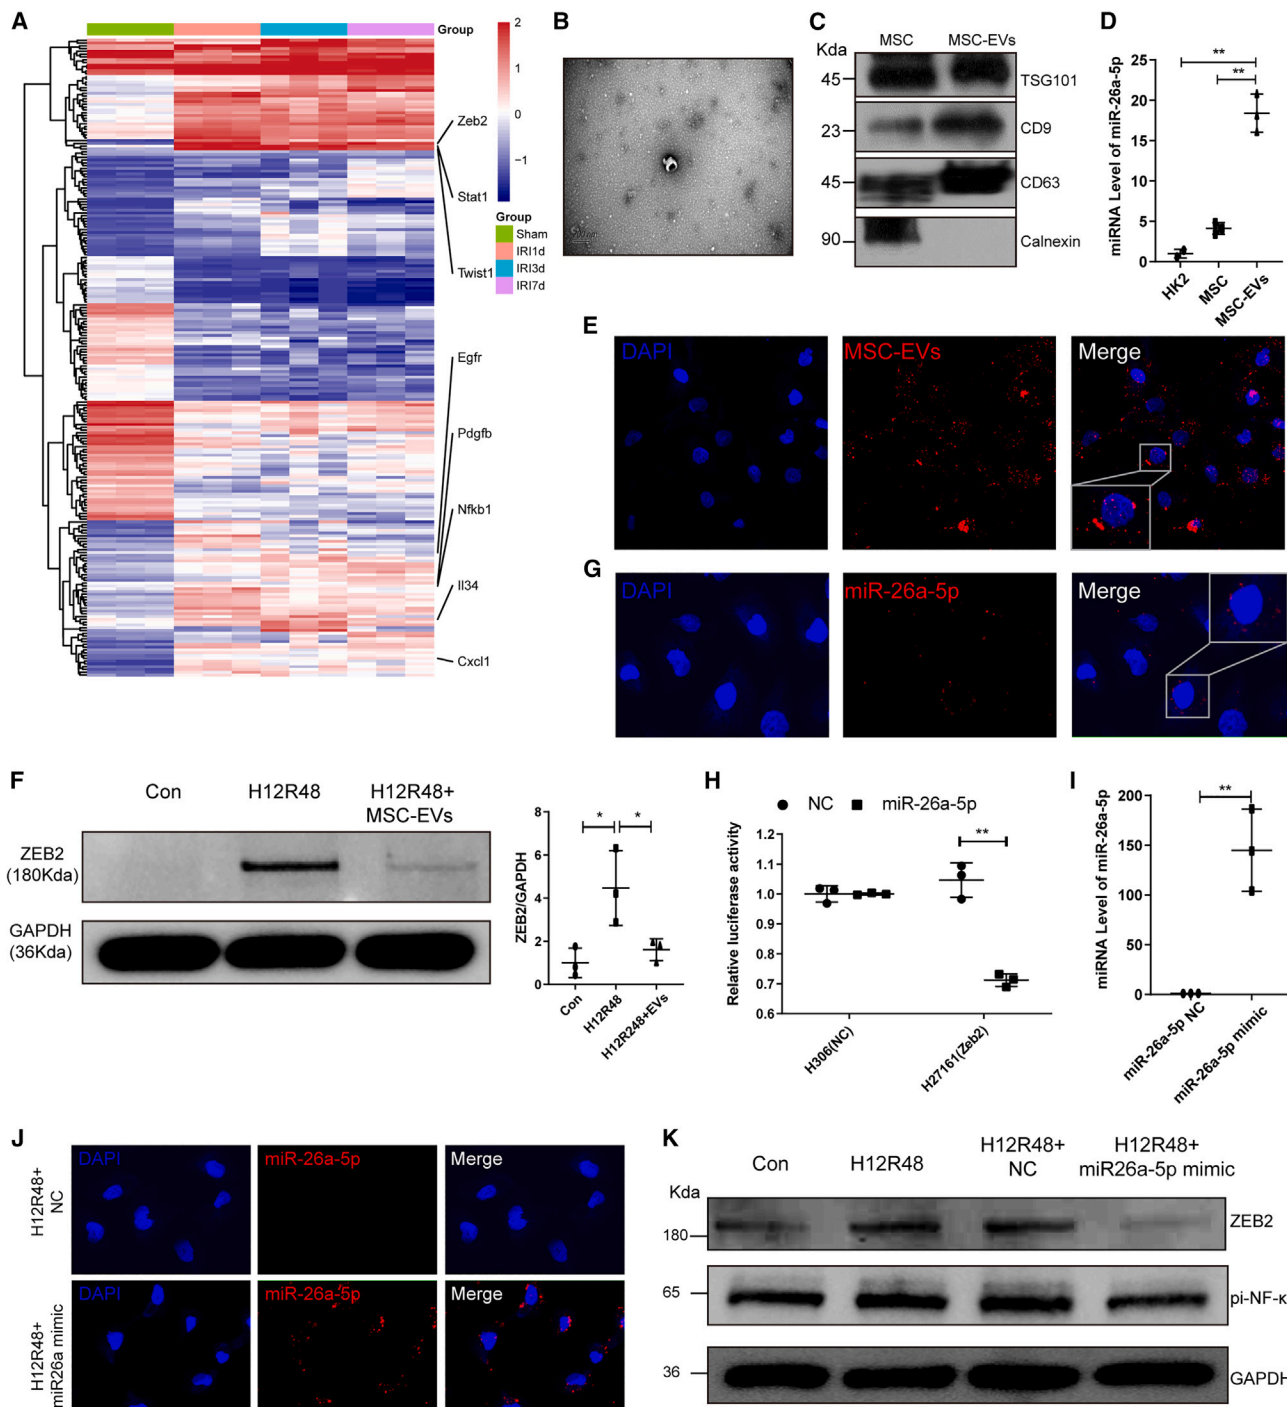 A
Group
2
1
0
−1
Zeb2
Stat1
Twist1
Group
Sham
IRI1d
IRI3d
IRI7d
Egfr
Pdgfb
Nfkb1
Il34
Cxcl1
B
C
Kda
MSC
MSC-EVs
45
TSG101
23
CD9
45
CD63
90
Calnexin
D
miRNA Level of miR-26a-5p
25
20
15
10
5
0
**
**
HK2
MSC
MSC-EVs
E
DAPI
MSC-EVs
Merge
G
DAPI
miR-26a-5p
Merge
F
Con
H12R48
H12R48+
MSC-EVs
ZEB2
(180Kda)
GAPDH
(36Kda)
ZEB2/GAPDH
8
6
4
2
0
*
*
Con
H12R48
H12R248+EVs
H
NC
miR-26a-5p
Relative luciferase activity
1.2
1.1
1.0
0.9
0.8
0.7
0.6
**
H306(NC)
H27161(Zeb2)
I
miRNA Level of miR-26a-5p
200
150
100
50
0
**
miR-26a-5p NC
miR-26a-5p mimic
J
H12R48+
NC
DAPI
miR-26a-5p
Merge
H12R48+
miR26a mimic
DAPI
miR-26a-5p
Merge
K
Con
H12R48
H12R48+
NC
H12R48+
miR26a-5p mimic
Kda
180
ZEB2
65
pi-NF-κ
36
GAPDH